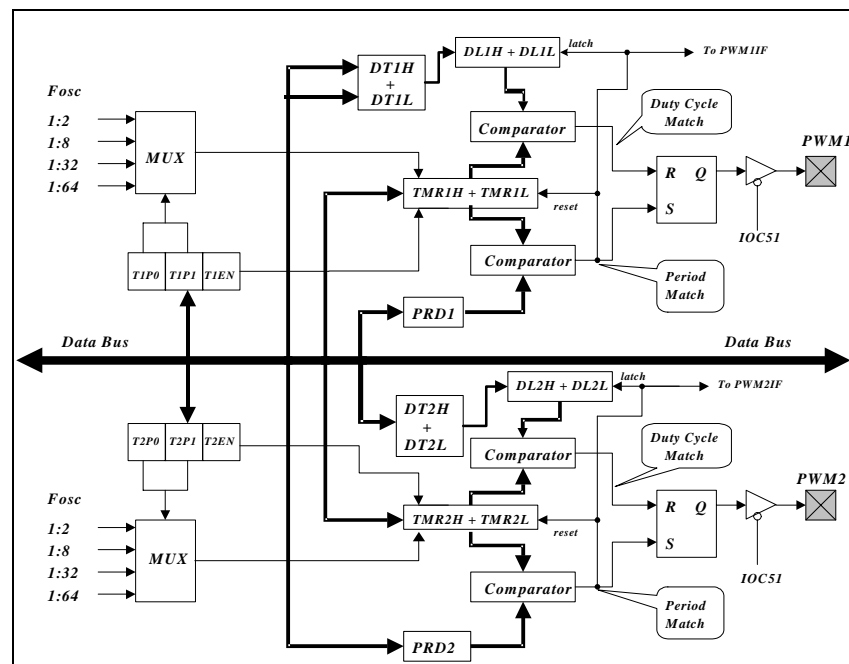 DL1H + DL1L
latch
To PWM1IF
DT1H
+
DT1L
Fosc
1:2
1:8
1:32
1:64
MUX
Comparator
Duty Cycle
Match
PWM1
R Q
S
TMR1H + TMR1L
reset
IOC51
T1P0 T1P1 T1EN
Comparator
Period
Match
PRD1
Data Bus
Data Bus
DL2H + DL2L
latch
To PWM2IF
DT2H
+
DT2L
T2P0 T2P1 T2EN
Comparator
Duty Cycle
Match
PWM2
Fosc
1:2
1:8
1:32
1:64
MUX
R Q
S
TMR2H + TMR2L
reset
IOC51
Comparator
Period
Match
PRD2